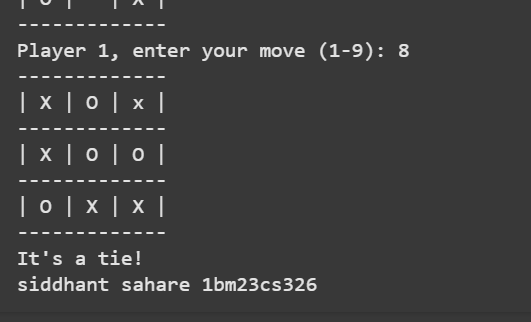 | O |   | X |
-------------
Player 1, enter your move (1-9): 8
-------------
| X | O | x |
-------------
| X | O | O |
-------------
| O | X | X |
-------------
It's a tie!
siddhant sahare 1bm23cs326